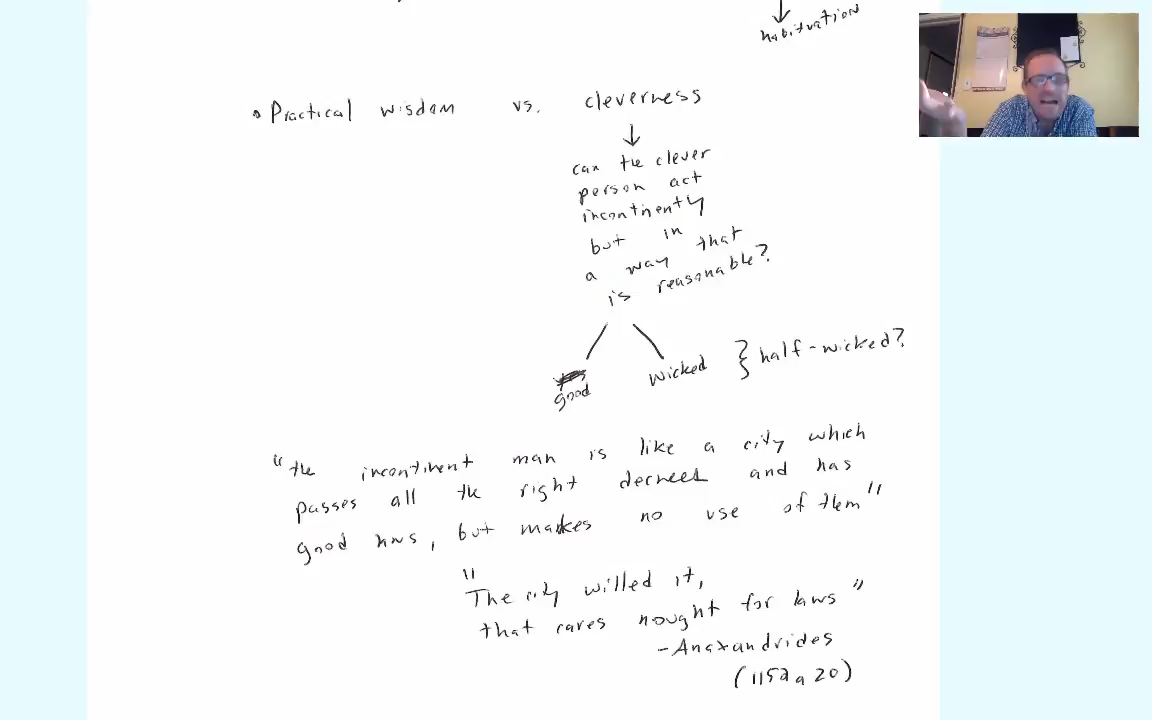 habituation
• Practical wisdom vs. cleverness
can the clever
person act
incontinently
but in
a way that
is reasonable?
good wicked } half-wicked?
"the incontinent man is like a city which
passes all the right decrees and has
good laws, but makes no use of them"
"The city willed it,
that cares nought for laws"
- Anaxandrides
(1152a20)